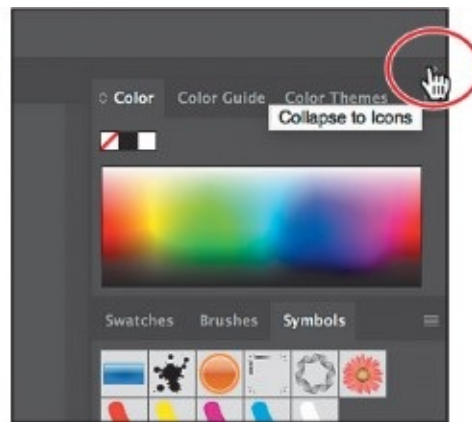 Color Color Guide Color Themes
Collapse to Icons
Swatches Brushes Symbols